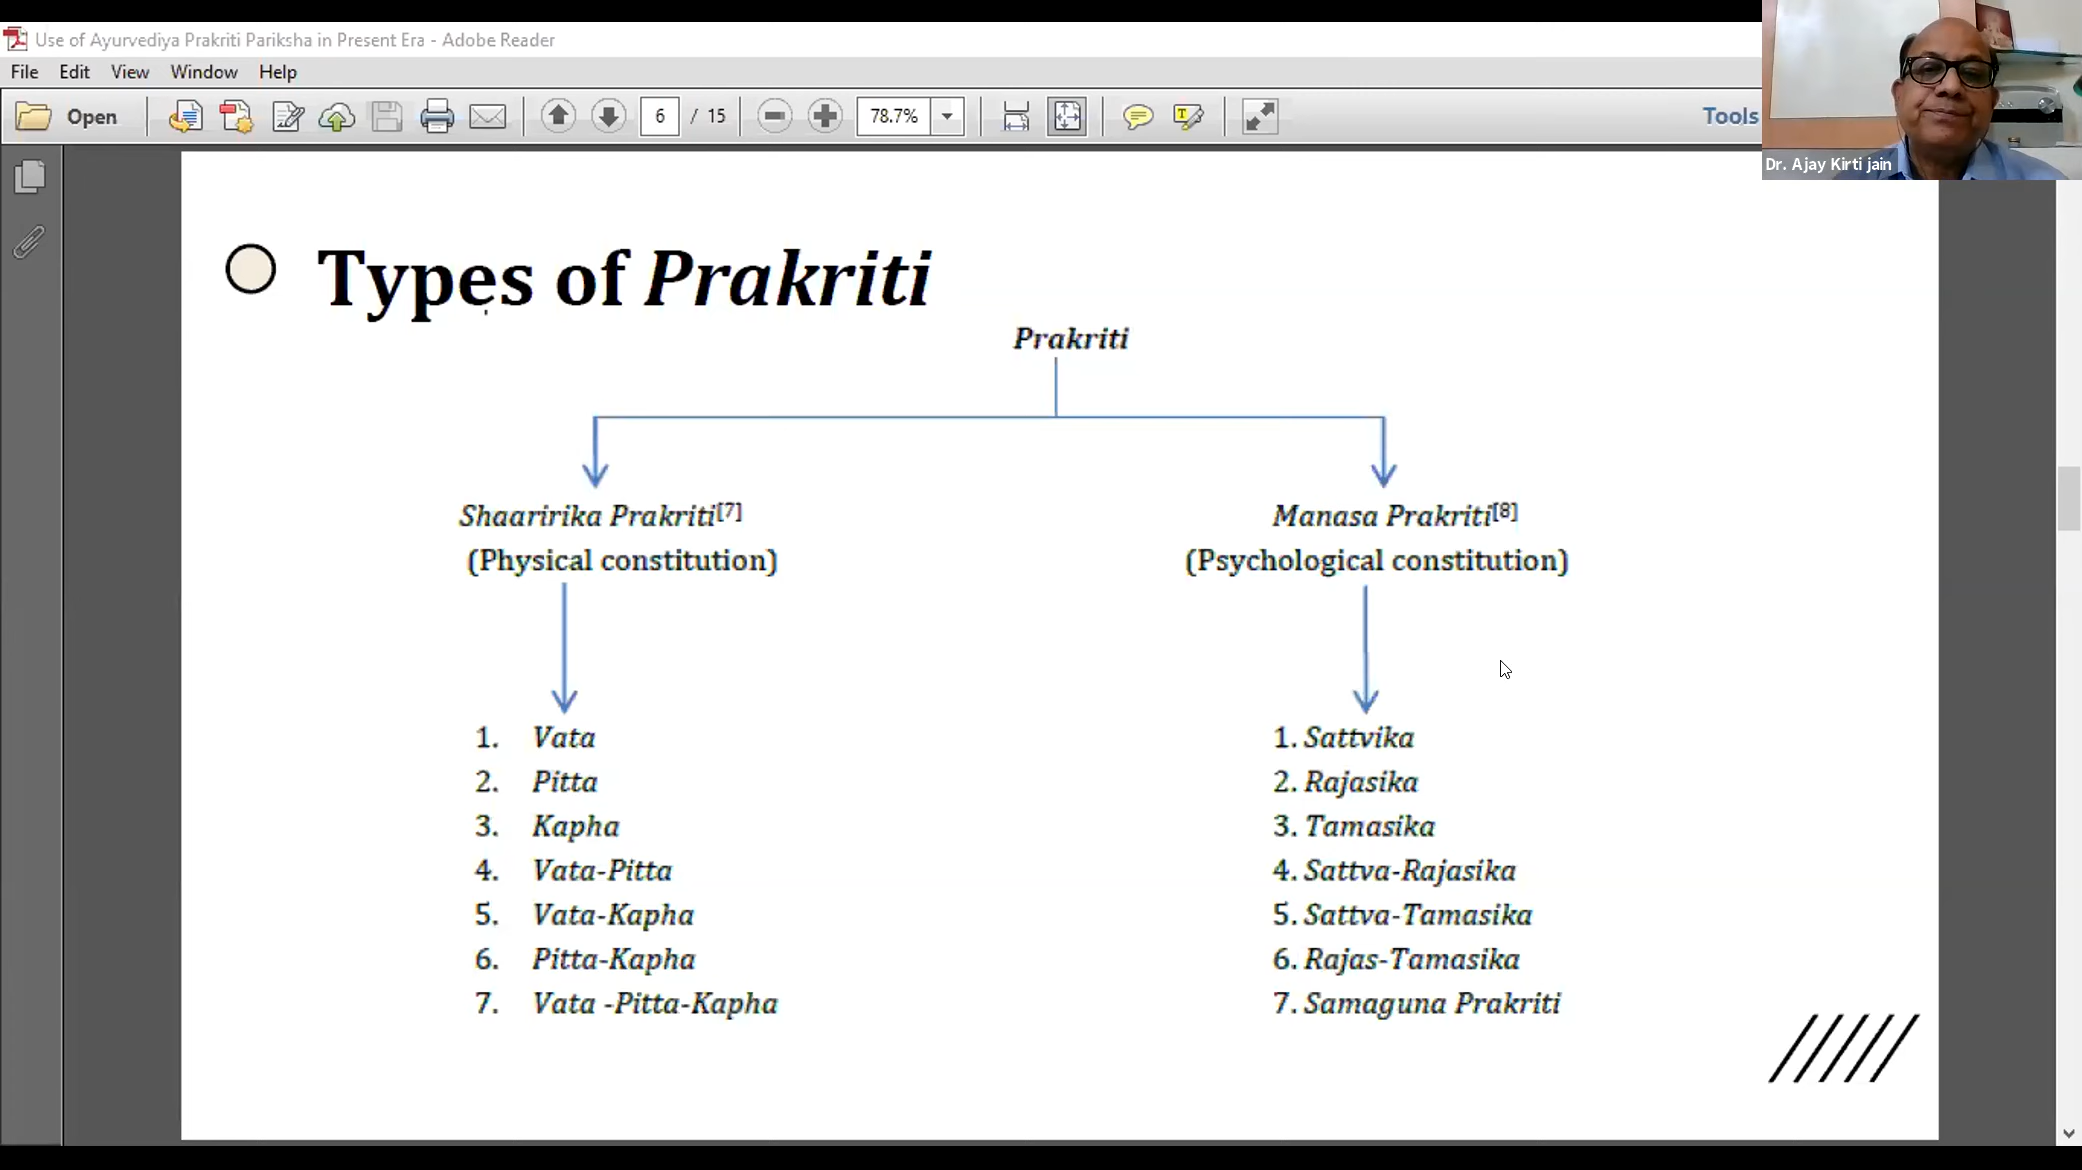 Use of Ayurvediya Prakriti Pariksha in Present Era - Adobe Reader
File Edit View Window Help
Open 6 / 15 78.7% Tools
Dr. Ajay Kirti jain
Types of Prakriti
Prakriti
Shaaririka Prakriti[7]
(Physical constitution)
1. Vata
2. Pitta
3. Kapha
4. Vata-Pitta
5. Vata-Kapha
6. Pitta-Kapha
7. Vata -Pitta-Kapha
Manasa Prakriti[8]
(Psychological constitution)
1. Sattvika
2. Rajasika
3. Tamasika
4. Sattva-Rajasika
5. Sattva-Tamasika
6. Rajas-Tamasika
7. Samaguna Prakriti